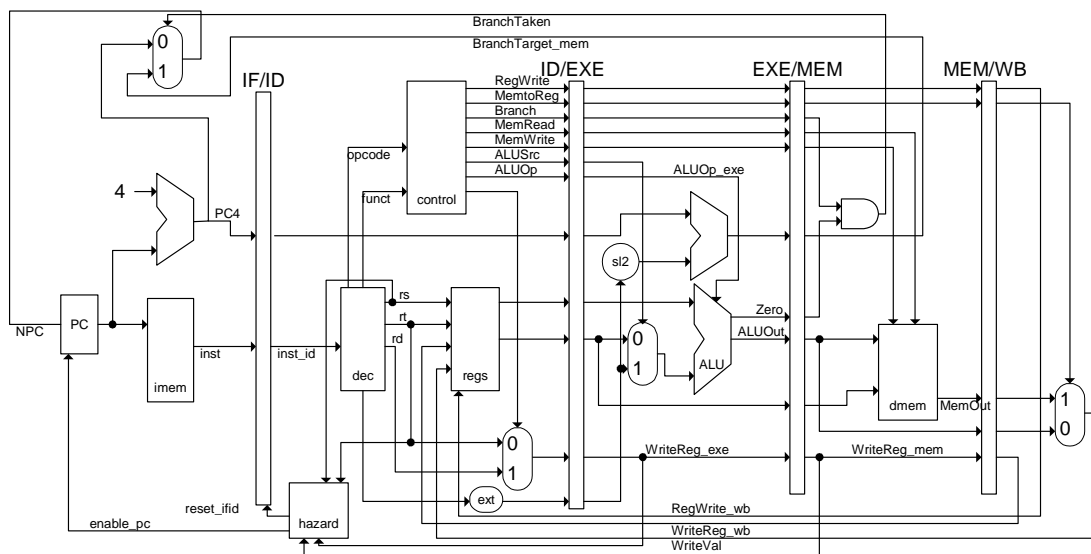 BranchTaken
0
BranchTarget_mem
1
IF/ID
ID/EXE
EXE/MEM
MEM/WB
RegWrite
MemtoReg
Branch
MemRead
MemWrite
opcode
ALUSrc
ALUOp
ALUOp_exe
4
funct
control
PC4
sl2
rs
Zero
NPC
PC
rt
ALUOut
inst
inst_id
rd
0
ALU
imem
dec
regs
1
dmem
MemOut
1
0
0
WriteReg_exe
WriteReg_mem
1
ext
reset_ifid
RegWrite_wb
enable_pc
hazard
WriteReg_wb
WriteVal